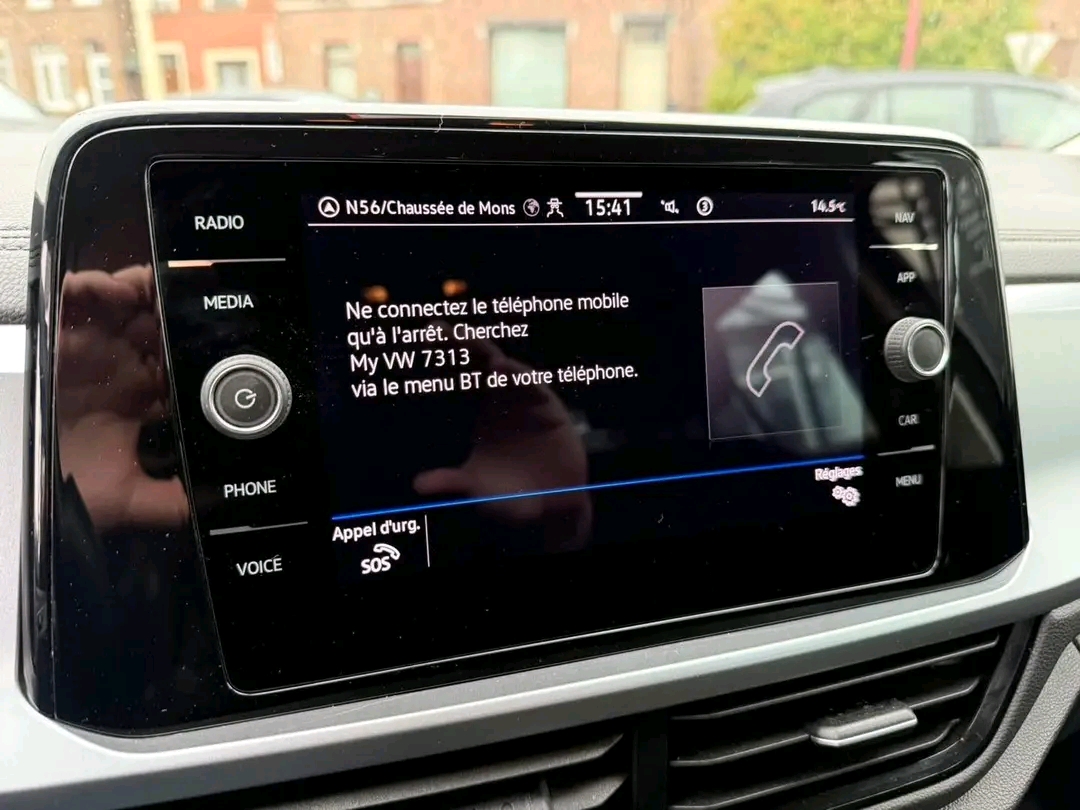 RADIO
MEDIA
PHONE
VOICE
N56/Chaussée de Mons 15:41 3 14.5°C
Ne connectez le téléphone mobile
qu'à l'arrêt. Cherchez
My VW 7313
via le menu BT de votre téléphone.
Réglages
Appel d'urg.
SOS
NAV
APP
CAR
MENU